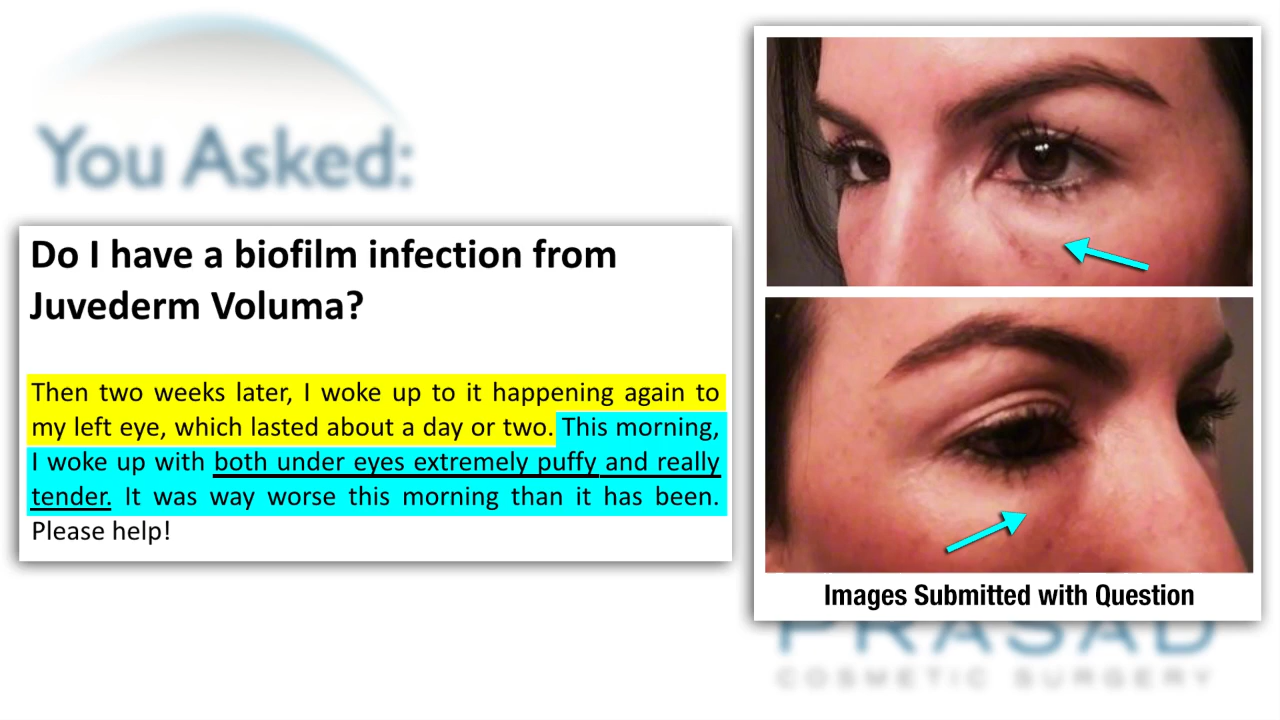 You Asked:
Do I have a biofilm infection from
Juvederm Voluma?
Then two weeks later, I woke up to it happening again to
my left eye, which lasted about a day or two. This morning,
I woke up with both under eyes extremely puffy and really
tender. It was way worse this morning than it has been.
Please help!
Images Submitted with Question
PRASAD
COSMETIC SURGERY